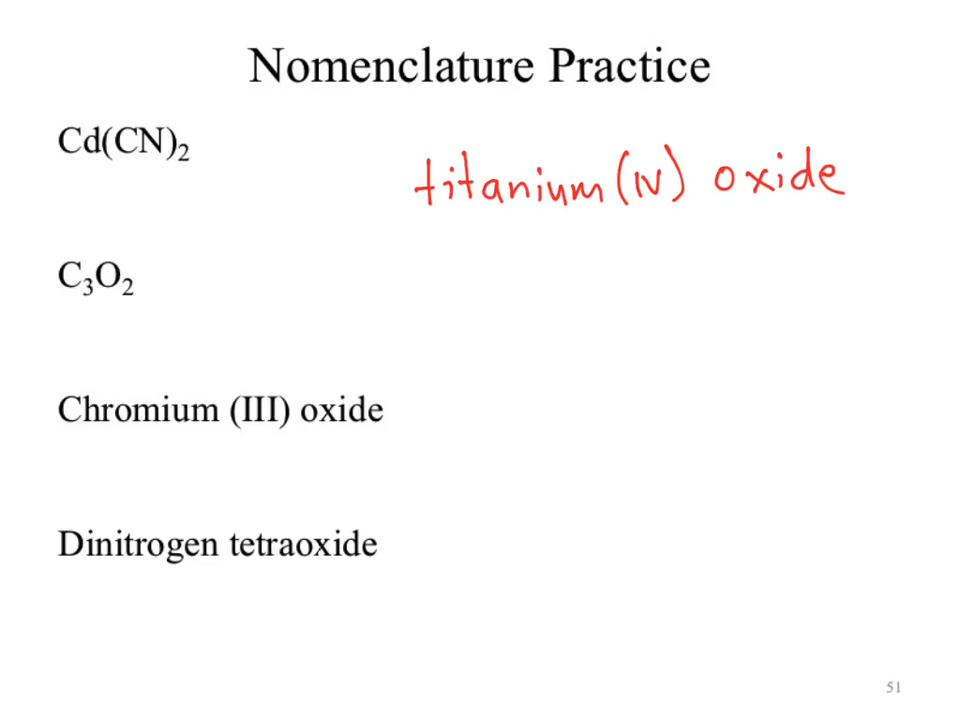 Nomenclature Practice
Cd(CN)₂
titanium(IV) oxide
C₃O₂
Chromium (III) oxide
Dinitrogen tetraoxide
51